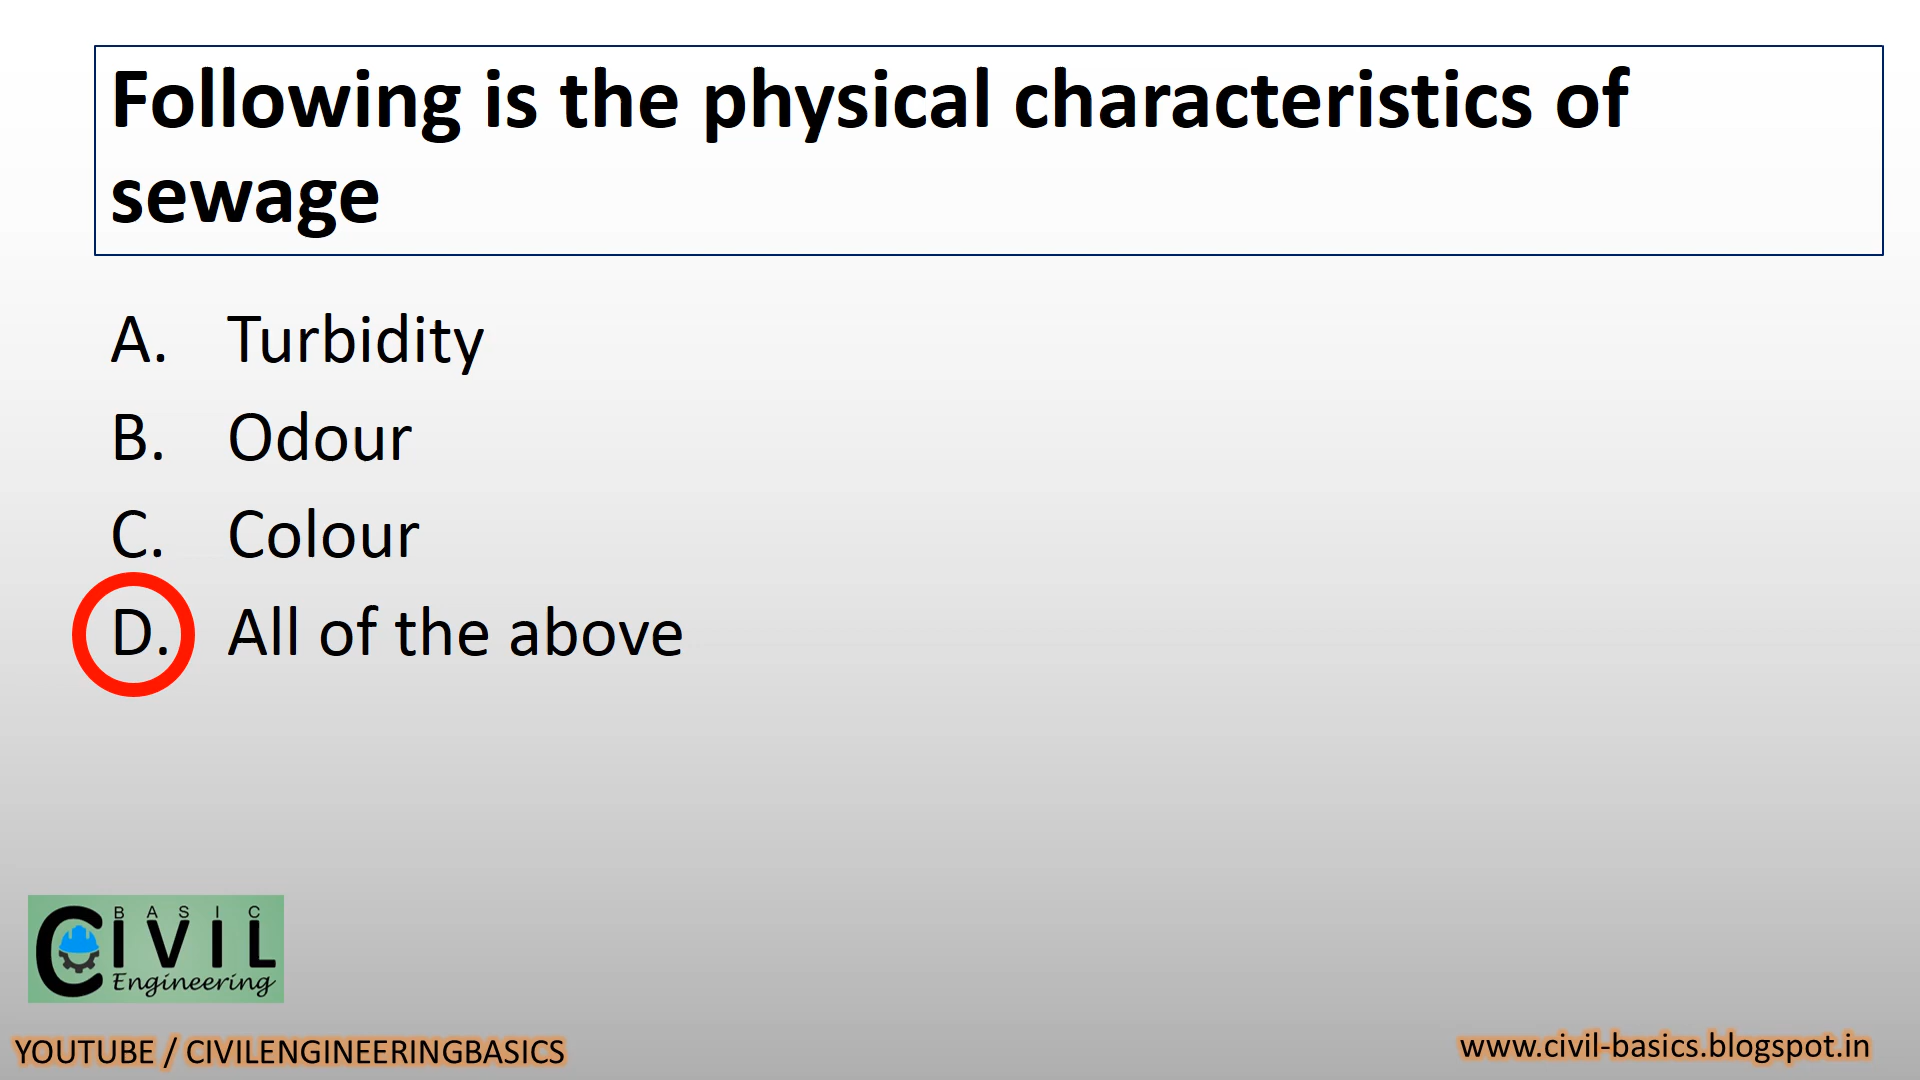 Following is the physical characteristics of
sewage
A. Turbidity
B. Odour
C. Colour
D. All of the above
BASIC
CIVIL
Engineering
YOUTUBE / CIVILENGINEERINGBASICS
www.civil-basics.blogspot.in